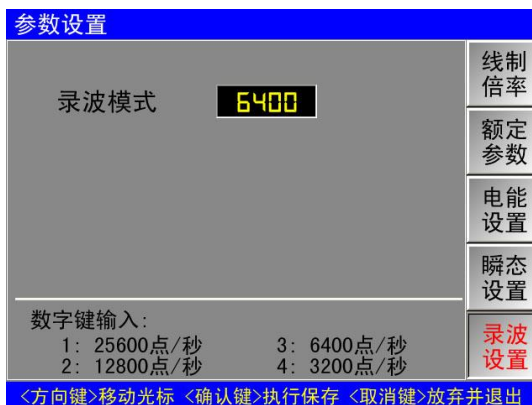 参数设置
录波模式 6400
线制
倍率
额定
参数
电能
设置
瞬态
设置
录波
设置
数字键输入:
1: 25600点/秒 3: 6400点/秒
2: 12800点/秒 4: 3200点/秒
<方向键>移动光标 <确认键>执行保存 <取消键>放弃并退出